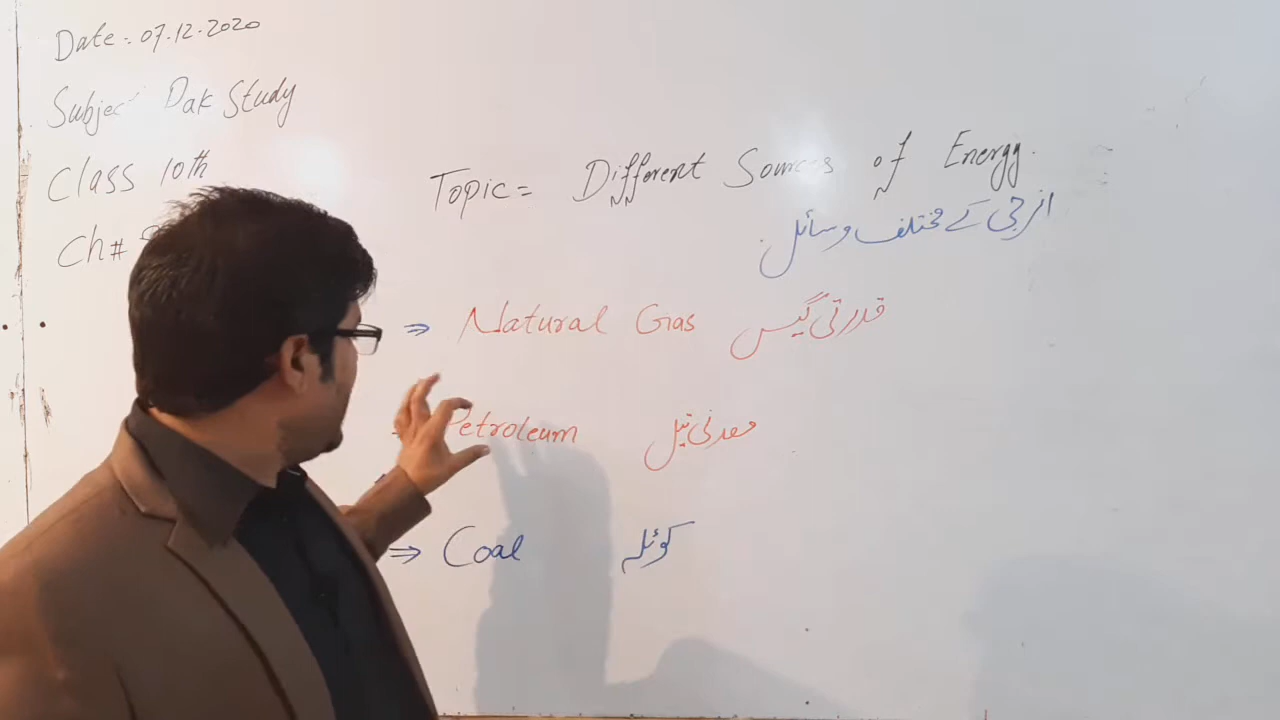 Date:- 07.12.2020
Subject Pak Study
Class 10th
Ch#
Topic= Different Sources of Energy.
انرجی کے مختلف وسائل
⇒ Natural Gas قدرتی گیس
Petroleum معدنی تیل
⇒ Coal کوئلہ